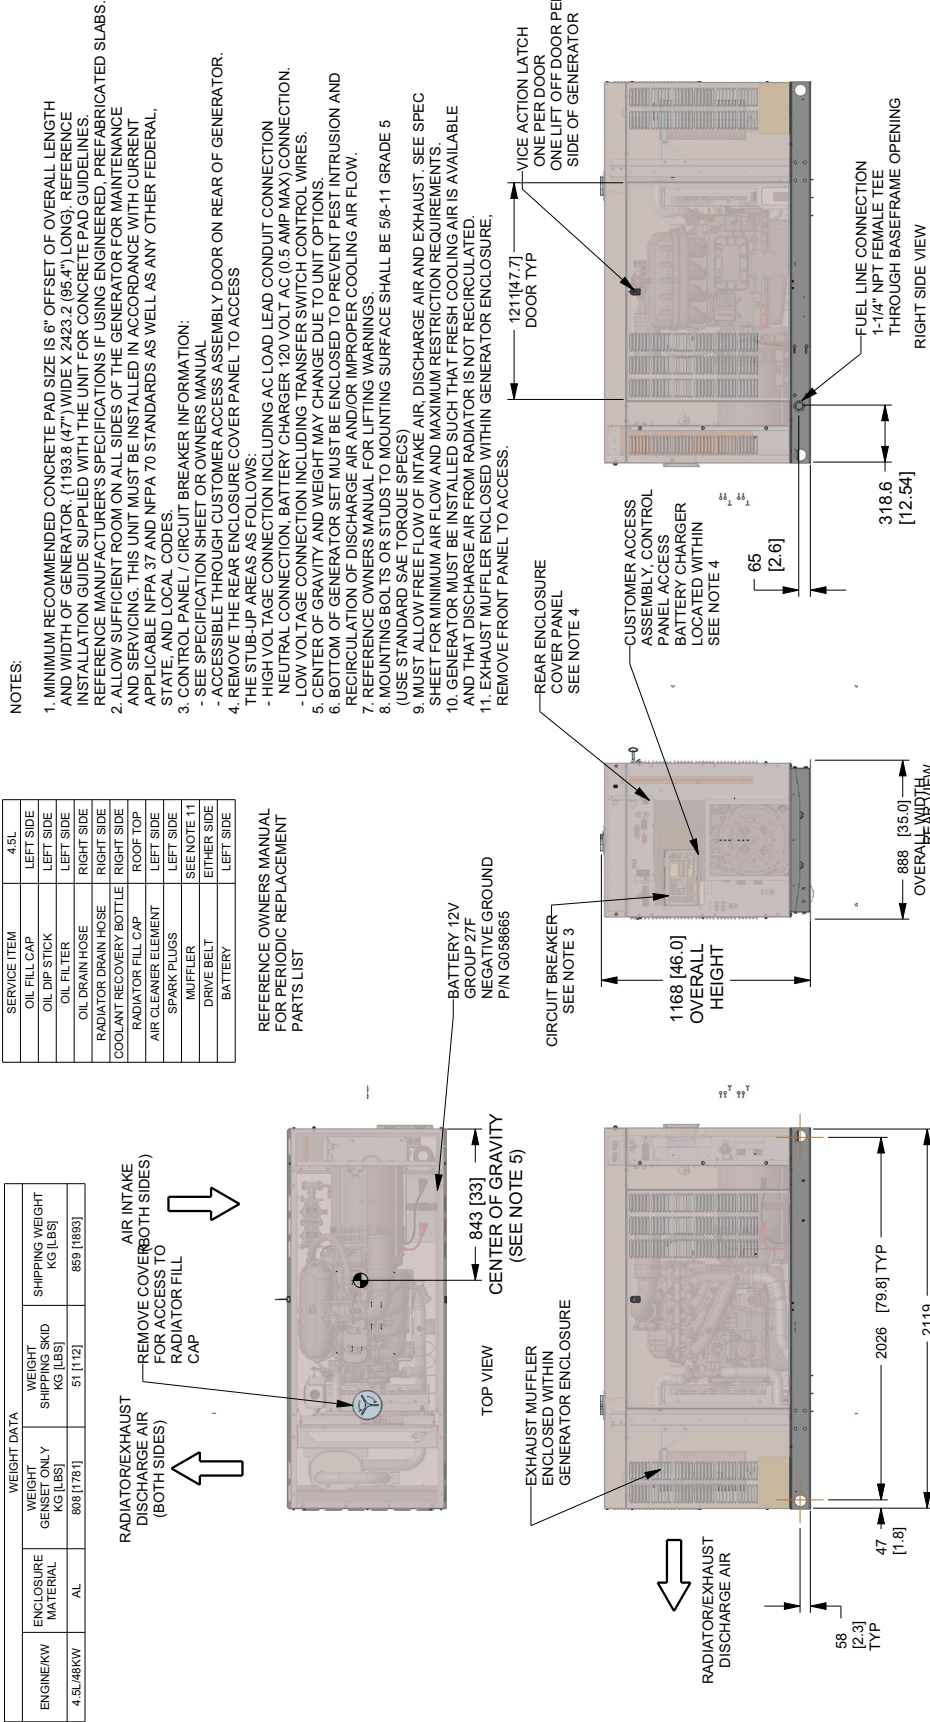 WEIGHT DATA
ENGINE/KW
ENCLOSURE
MATERIAL
WEIGHT
GENSET ONLY
KG [LBS]
WEIGHT
SHIPPING SKID
KG [LBS]
SHIPPING WEIGHT
KG [LBS]
4.5L/48KW
AL
808 [1781]
51 [112]
859 [1893]
SERVICE ITEM
4.5L
OIL FILL CAP
LEFT SIDE
OIL DIP STICK
LEFT SIDE
OIL FILTER
LEFT SIDE
OIL DRAIN HOSE
RIGHT SIDE
RADIATOR DRAIN HOSE
RIGHT SIDE
COOLANT RECOVERY BOTTLE
RIGHT SIDE
RADIATOR FILL CAP
ROOF TOP
AIR CLEANER ELEMENT
LEFT SIDE
SPARK PLUGS
LEFT SIDE
MUFFLER
SEE NOTE 11
DRIVE BELT
EITHER SIDE
BATTERY
LEFT SIDE
REFERENCE OWNERS MANUAL
FOR PERIODIC REPLACEMENT
PARTS LIST
NOTES:
1. MINIMUM RECOMMENDED CONCRETE PAD SIZE IS 6" OFFSET OF OVERALL LENGTH
AND WIDTH OF GENERATOR. {1193.8 (47") WIDE X 2423.2 (95.4") LONG}. REFERENCE
INSTALLATION GUIDE SUPPLIED WITH THE UNIT FOR CONCRETE PAD GUIDELINES.
REFERENCE MANUFACTURER'S SPECIFICATIONS IF USING ENGINEERED, PREFABRICATED SLABS.
2. ALLOW SUFFICIENT ROOM ON ALL SIDES OF THE GENERATOR FOR MAINTENANCE
AND SERVICING. THIS UNIT MUST BE INSTALLED IN ACCORDANCE WITH CURRENT
APPLICABLE NFPA 37 AND NFPA 70 STANDARDS AS WELL AS ANY OTHER FEDERAL,
STATE, AND LOCAL CODES.
3. CONTROL PANEL / CIRCUIT BREAKER INFORMATION:
- SEE SPECIFICATION SHEET OR OWNERS MANUAL
- ACCESSIBLE THROUGH CUSTOMER ACCESS ASSEMBLY DOOR ON REAR OF GENERATOR.
4. REMOVE THE REAR ENCLOSURE COVER PANEL TO ACCESS
THE STUB-UP AREAS AS FOLLOWS:
- HIGH VOLTAGE CONNECTION INCLUDING AC LOAD LEAD CONDUIT CONNECTION
NEUTRAL CONNECTION, BATTERY CHARGER 120 VOLT AC (0.5 AMP MAX) CONNECTION.
- LOW VOLTAGE CONNECTION INCLUDING TRANSFER SWITCH CONTROL WIRES.
5. CENTER OF GRAVITY AND WEIGHT MAY CHANGE DUE TO UNIT OPTIONS.
6. BOTTOM OF GENERATOR SET MUST BE ENCLOSED TO PREVENT PEST INTRUSION AND
RECIRCULATION OF DISCHARGE AIR AND/OR IMPROPER COOLING AIR FLOW.
7. REFERENCE OWNERS MANUAL FOR LIFTING WARNINGS.
8. MOUNTING BOLTS OR STUDS TO MOUNTING SURFACE SHALL BE 5/8-11 GRADE 5
(USE STANDARD SAE TORQUE SPECS)
9. MUST ALLOW FREE FLOW OF INTAKE AIR, DISCHARGE AIR AND EXHAUST. SEE SPEC
SHEET FOR MINIMUM AIR FLOW AND MAXIMUM RESTRICTION REQUIREMENTS.
10. GENERATOR MUST BE INSTALLED SUCH THAT FRESH COOLING AIR IS AVAILABLE
AND THAT DISCHARGE AIR FROM RADIATOR IS NOT RECIRCULATED.
11. EXHAUST MUFFLER ENCLOSED WITHIN GENERATOR ENCLOSURE,
REMOVE FRONT PANEL TO ACCESS.
RADIATOR/EXHAUST
DISCHARGE AIR
(BOTH SIDES)
REMOVE COVER
FOR ACCESS TO
RADIATOR FILL
CAP
AIR INTAKE
(BOTH SIDES)
BATTERY 12V
GROUP 27F
NEGATIVE GROUND
P/N G058665
843 [33]
CENTER OF GRAVITY
(SEE NOTE 5)
TOP VIEW
EXHAUST MUFFLER
ENCLOSED WITHIN
GENERATOR ENCLOSURE
RADIATOR/EXHAUST
DISCHARGE AIR
58
[2.3]
TYP
47
[1.8]
2026 [79.8] TYP
2119
CIRCUIT BREAKER
SEE NOTE 3
REAR ENCLOSURE
COVER PANEL
SEE NOTE 4
CUSTOMER ACCESS
ASSEMBLY, CONTROL
PANEL ACCESS
BATTERY CHARGER
LOCATED WITHIN
SEE NOTE 4
1168 [46.0]
OVERALL
HEIGHT
888 [35.0]
OVERALL WIDTH
VICE ACTION LATCH
ONE PER DOOR
ONE LIFT OFF DOOR PER
SIDE OF GENERATOR
1211[47.7]
DOOR TYP
65
[2.6]
318.6
[12.54]
FUEL LINE CONNECTION
1-1/4" NPT FEMALE TEE
THROUGH BASEFRAME OPENING
RIGHT SIDE VIEW